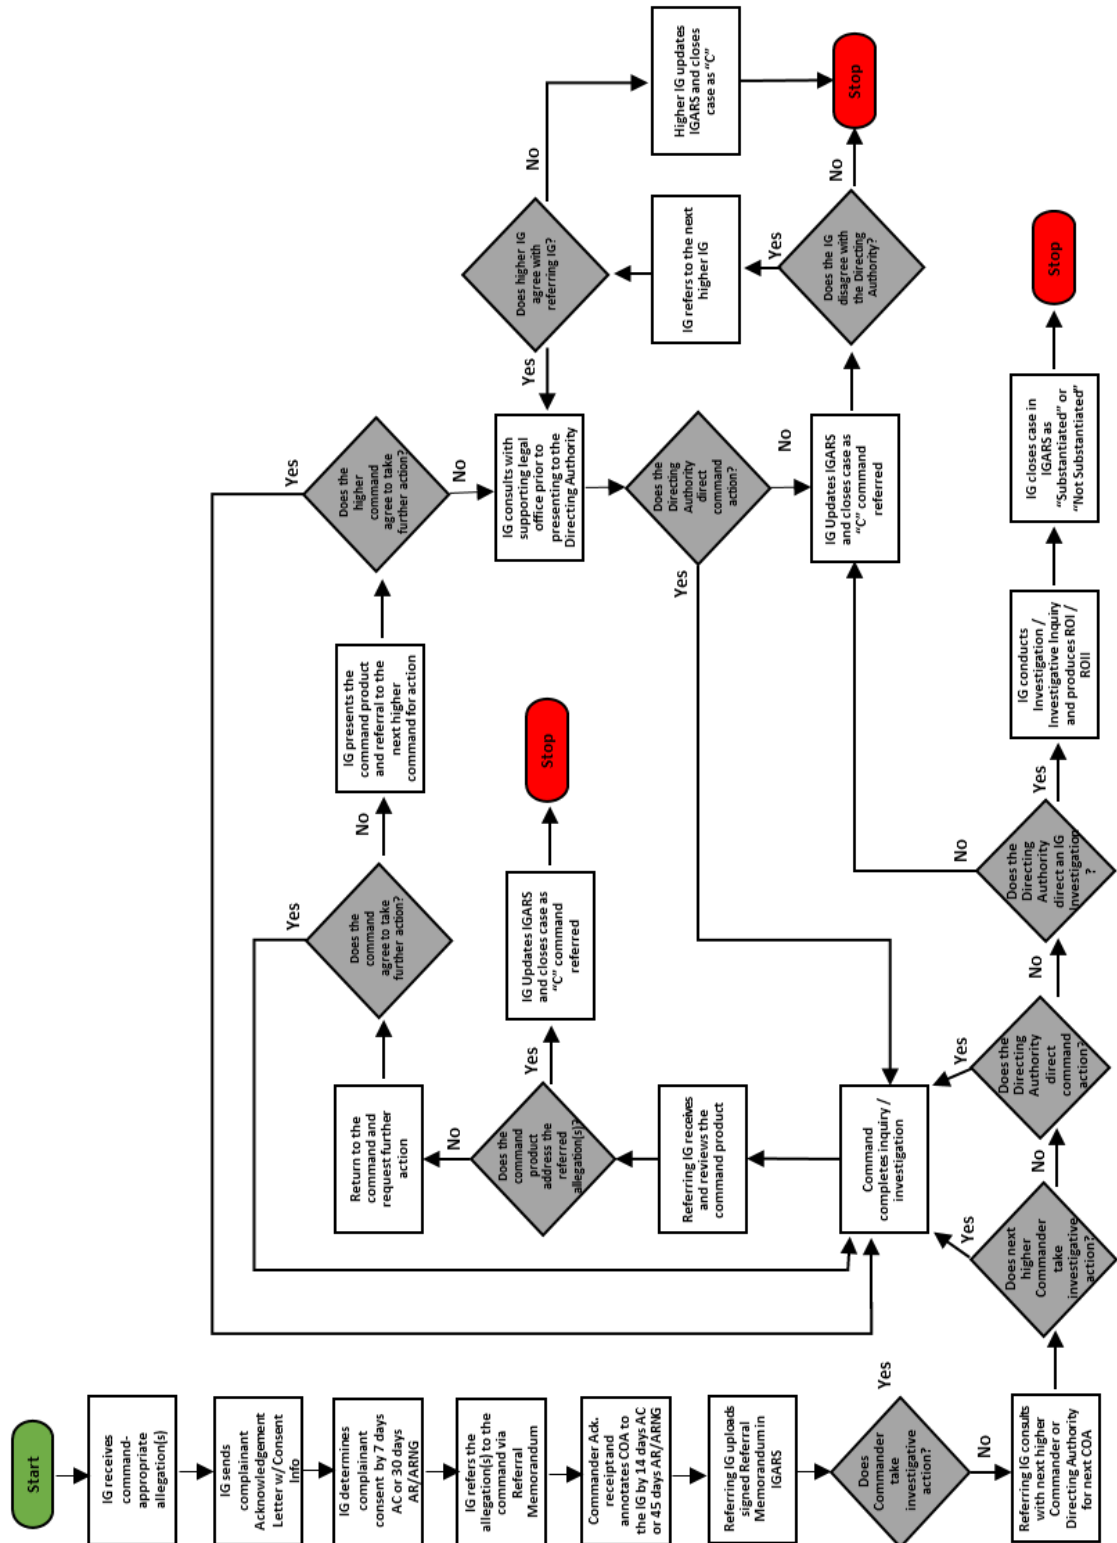 Start
IG receives
command-
appropriate
allegation(s)
IG sends
complainant
Acknowledgement
Letter w/ Consent
Info
IG determines
complainant
consent by 7 days
AC or 30 days
AR/ARNG
IG refers the
allegation(s) to the
command via
Referral
Memorandum
Commander Ack.
receipt and
annotates COA to
the IG by 14 days AC
or 45 days AR/ARNG
Referring IG uploads
signed Referral
Memorandum in
IGARS
Does
Commander
take
investigative
action?
Yes
No
Referring IG consults
with next higher
Commander or
Directing Authority
for next COA
Does next
higher
Commander
take
investigative
action?
Yes
No
Does the
Directing
Authority
direct
command
action?
Yes
No
Does the
Directing
Authority
direct an IG
Investigation
?
No
Yes
IG conducts
Investigation /
Investigative Inquiry
and produces ROI /
ROII
IG closes case in
IGARS as
“Substantiated” or
“Not Substantiated”
Stop
Command
completes inquiry /
investigation
Referring IG receives
and reviews the
command product
Does the
command
product
address the
referred
allegation(s)?
Yes
No
IG Updates IGARS
and closes case as
“C” command
referred
Stop
Return to the
command and
request further
action
Does the
command
agree to take
further action?
Yes
No
IG presents the
command product
and referral to the
next higher
command for action
Does the
higher
command
agree to take
further action?
Yes
No
IG consults with
supporting legal
office prior to
presenting to the
Directing Authority
Does the
Directing
Authority
direct
command
action?
Yes
No
IG Updates IGARS
and closes case as
“C” command
referred
Does the IG
disagree with
the Directing
Authority?
Yes
No
IG refers to the next
higher IG
Does higher IG
agree with
referring IG?
Yes
No
Higher IG updates
IGARS and closes
case as “C”
Stop